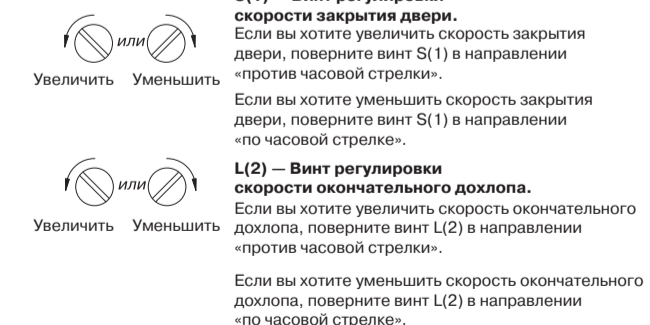 S(1) — Винт регулировки
скорости закрытия двери.
Если вы хотите увеличить скорость закрытия
двери, поверните винт S(1) в направлении
«против часовой стрелки».
или
Увеличить Уменьшить
Если вы хотите уменьшить скорость закрытия
двери, поверните винт S(1) в направлении
«по часовой стрелке».
L(2) — Винт регулировки
скорости окончательного дохлопа.
Если вы хотите увеличить скорость окончательного
дохлопа, поверните винт L(2) в направлении
«против часовой стрелки».
или
Увеличить Уменьшить
Если вы хотите уменьшить скорость окончательного
дохлопа, поверните винт L(2) в направлении
«по часовой стрелке».